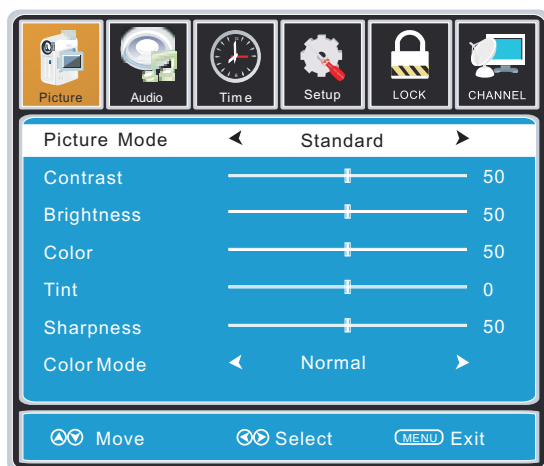 Picture Audio Time Setup LOCK CHANNEL
Picture Mode Standard
Contrast 50
Brightness 50
Color 50
Tint 0
Sharpness 50
Color Mode Normal
Move Select MENU Exit